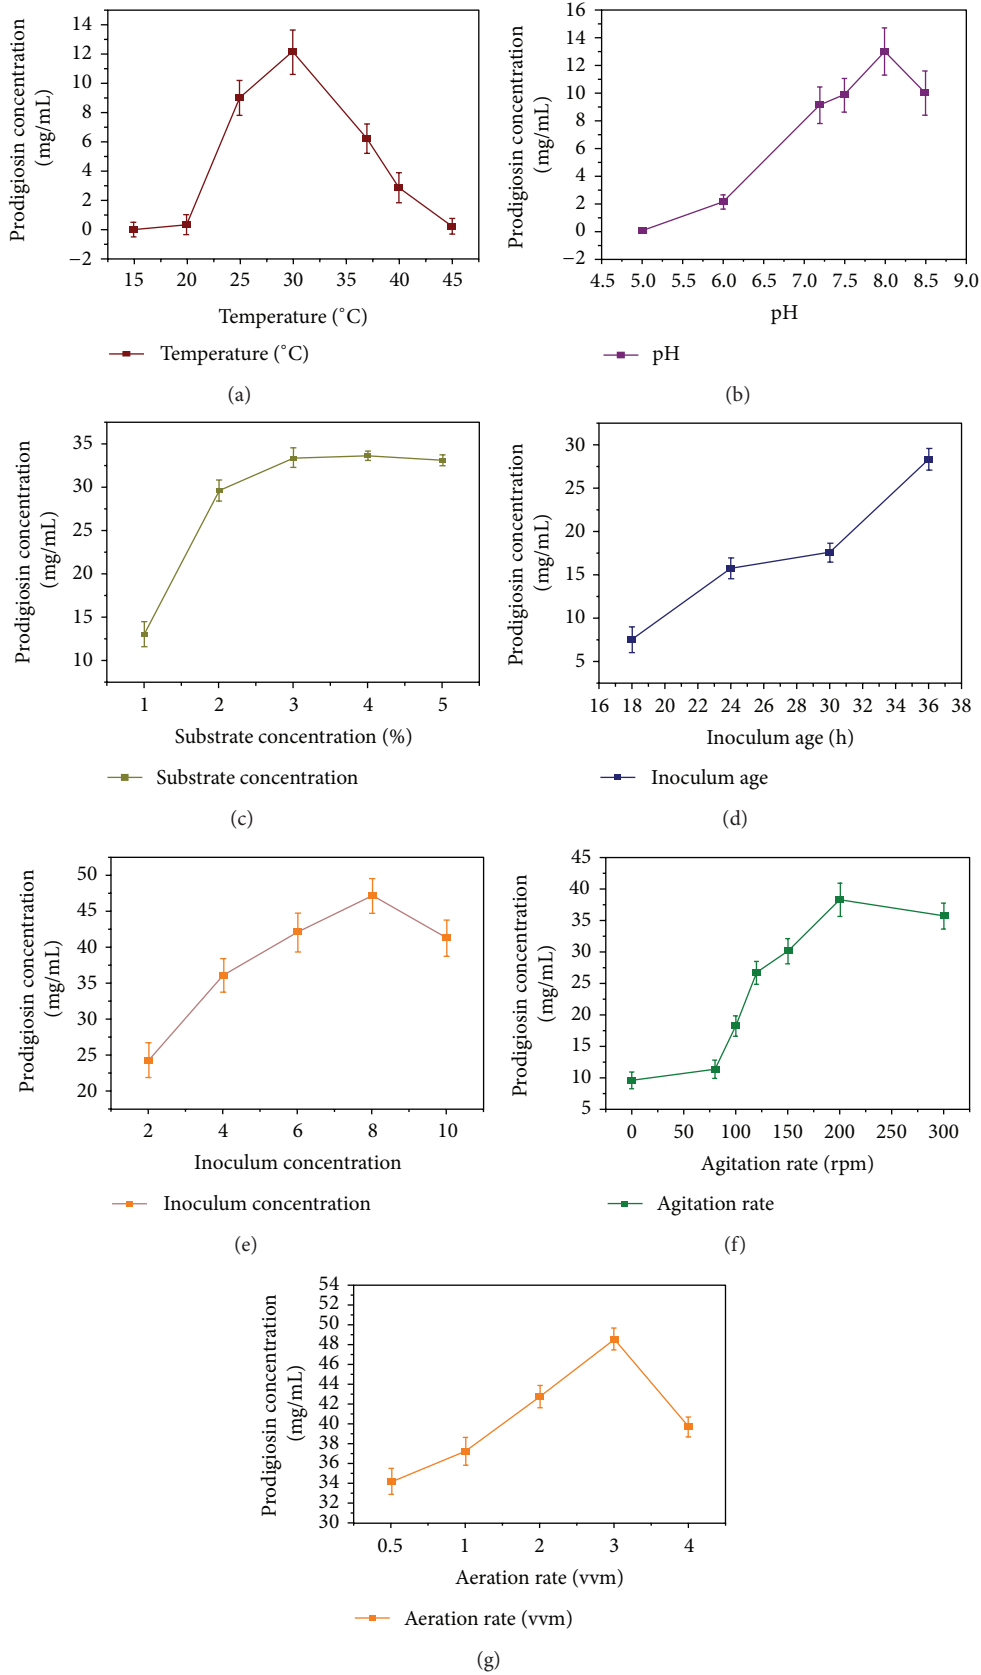 Prodigiosin concentration
(mg/mL)
14
12
10
8
6
4
2
0
−2
15 20 25 30 35 40 45
Temperature (˚C)
Temperature (˚C)
(a)
Prodigiosin concentration
(mg/mL)
16
14
12
10
8
6
4
2
0
−2
4.5 5.0 5.5 6.0 6.5 7.0 7.5 8.0 8.5 9.0
pH
pH
(b)
Prodigiosin concentration
(mg/mL)
35
30
25
20
15
10
1 2 3 4 5
Substrate concentration (%)
Substrate concentration
(c)
Prodigiosin concentration
(mg/mL)
30
25
20
15
10
5
16 18 20 22 24 26 28 30 32 34 36 38
Inoculum age (h)
Inoculum age
(d)
Prodigiosin concentration
(mg/mL)
50
45
40
35
30
25
20
2 4 6 8 10
Inoculum concentration
Inoculum concentration
(e)
Prodigiosin concentration
(mg/mL)
45
40
35
30
25
20
15
10
5
0 50 100 150 200 250 300
Agitation rate (rpm)
Agitation rate
(f)
Prodigiosin concentration
(mg/mL)
54
52
50
48
46
44
42
40
38
36
34
32
30
0.5 1 2 3 4
Aeration rate (vvm)
Aeration rate (vvm)
(g)